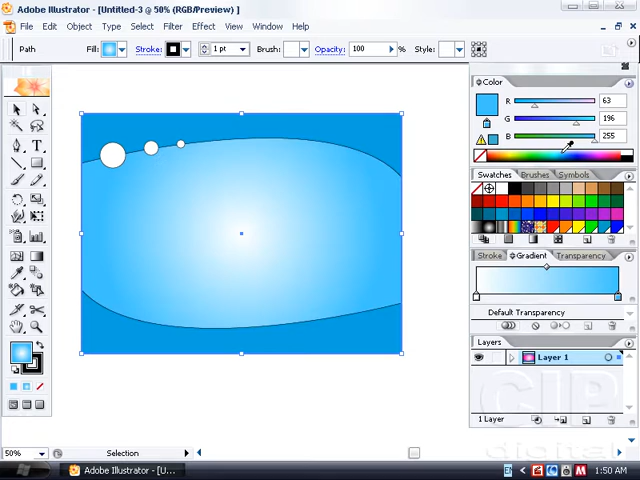 Adobe Illustrator - [Untitled-3 @ 50% (RGB/Preview) ]
File Edit Object Type Select Filter Effect View Window Help
Path Fill: Stroke: 1 pt Brush: Opacity: 100 % Style:
Color
R 63
G 196
B 255
Swatches Brushes Symbols
Stroke Gradient Transparency
Default Transparency
Layers
Layer 1
CIP
1 Layer
digital
50% Selection
Adobe Illustrator - [U... 1:50 AM